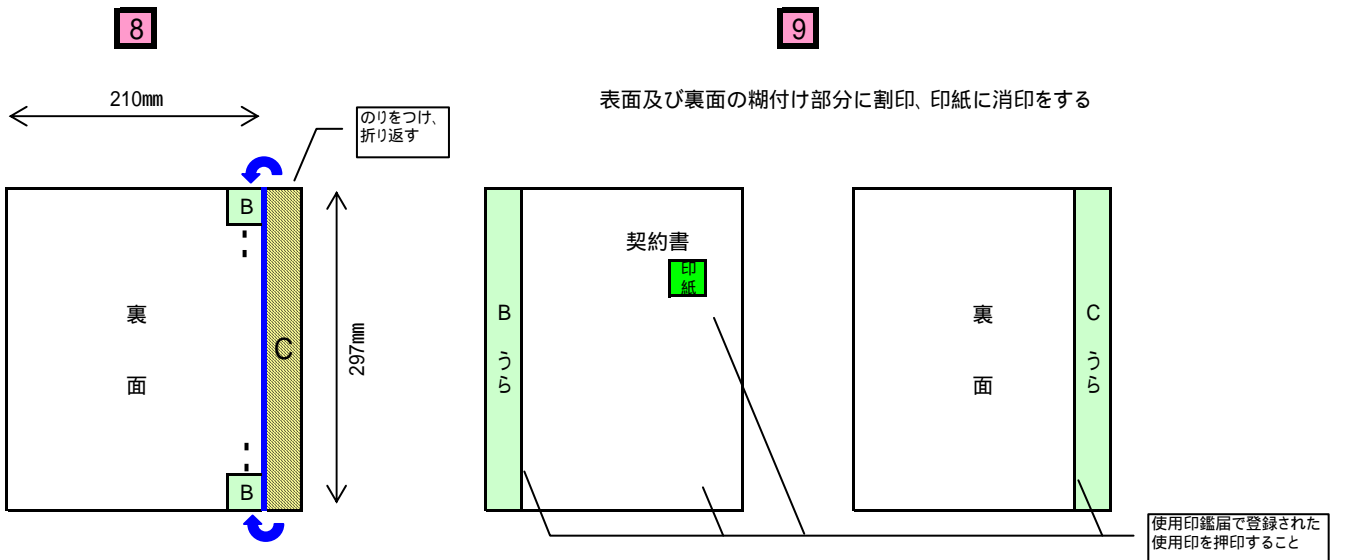 8
9
210㎜
表面及び裏面の糊付け部分に割印、印紙に消印をする
のりをつけ、
折り返す
B
C
297㎜
裏
面
B
契約書
印
紙
B
う
ら
裏
面
C
う
ら
使用印鑑届で登録された
使用印を押印すること